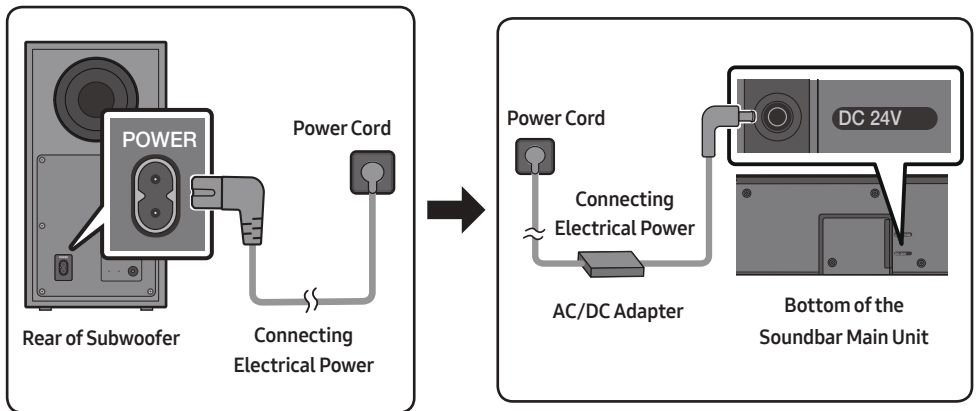 POWER
Power Cord
Rear of Subwoofer
Connecting
Electrical Power
Power Cord
DC 24V
Connecting
Electrical Power
AC/DC Adapter
Bottom of the
Soundbar Main Unit